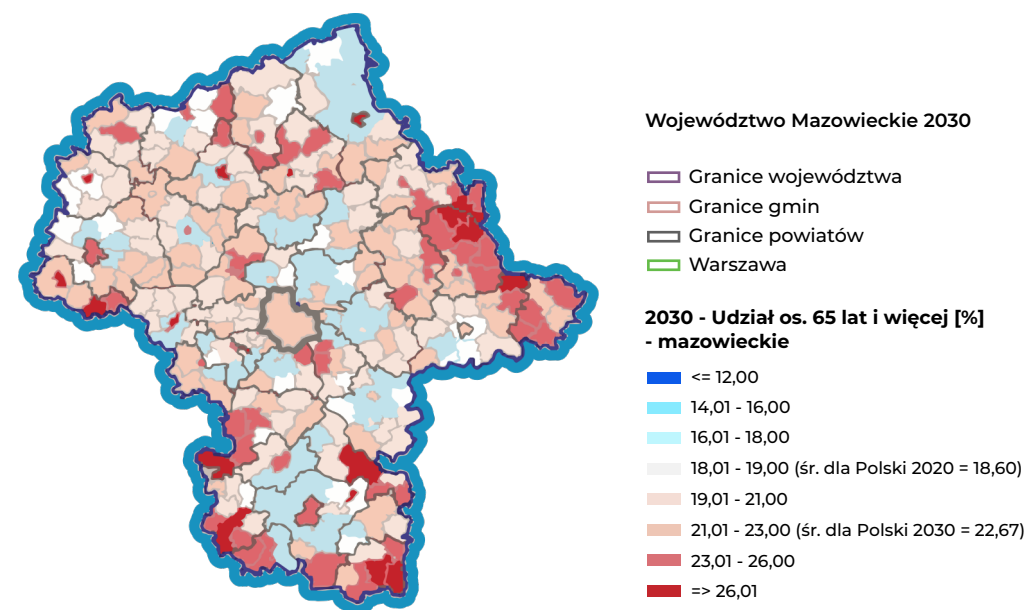 Województwo Mazowieckie 2030
Granice województwa
Granice gmin
Granice powiatów
Warszawa
2030 - Udział os. 65 lat i więcej [%]
- mazowieckie
<= 12,00
14,01 - 16,00
16,01 - 18,00
18,01 - 19,00 (śr. dla Polski 2020 = 18,60)
19,01 - 21,00
21,01 - 23,00 (śr. dla Polski 2030 = 22,67)
23,01 - 26,00
=> 26,01